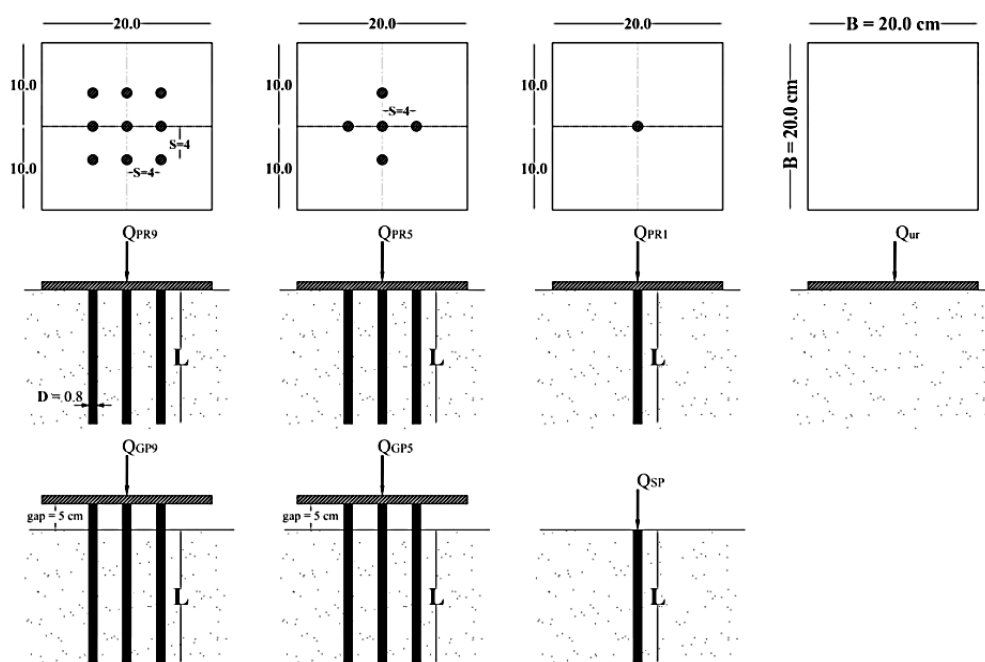 20.0
20.0
20.0
B = 20.0 cm
10.0
10.0
S=4
S=4
10.0
10.0
S=4
10.0
10.0
B = 20.0 cm
QPR9
QPR5
QPR1
Qur
L
D = 0.8
L
L
QGP9
QGP5
QSP
gap = 5 cm
L
gap = 5 cm
L
L